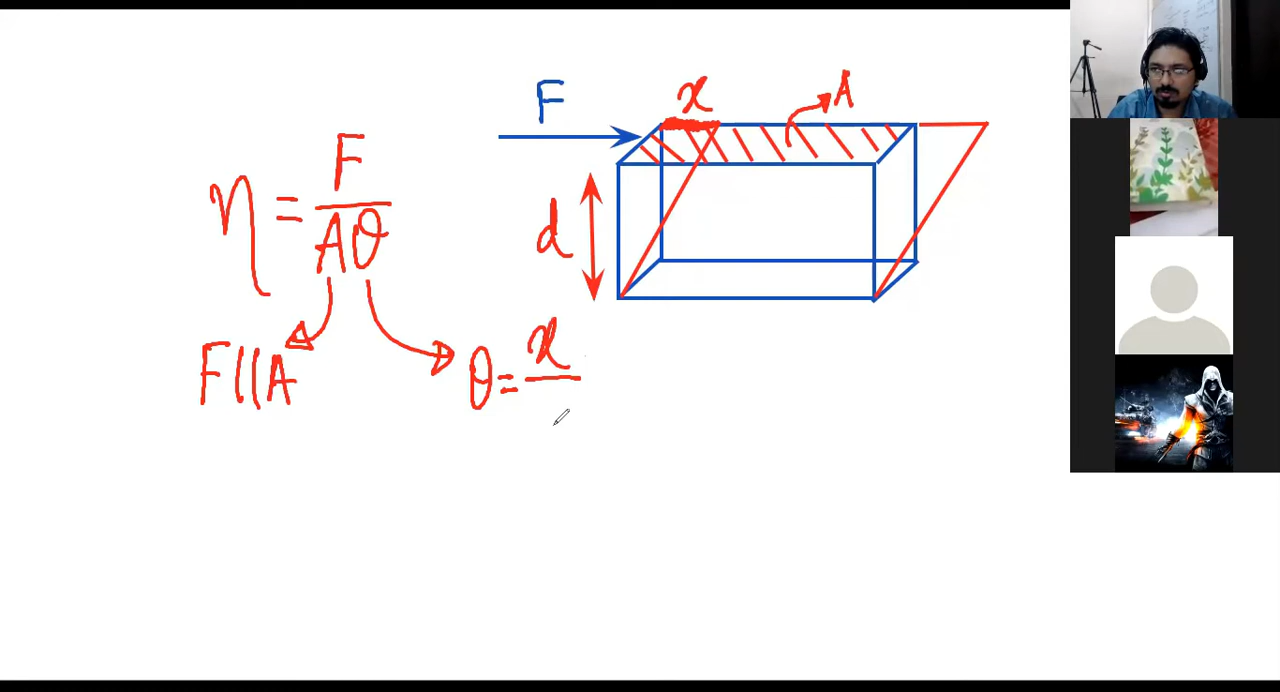 F
x
A
η = F / Aθ
d
F || A
θ = x /